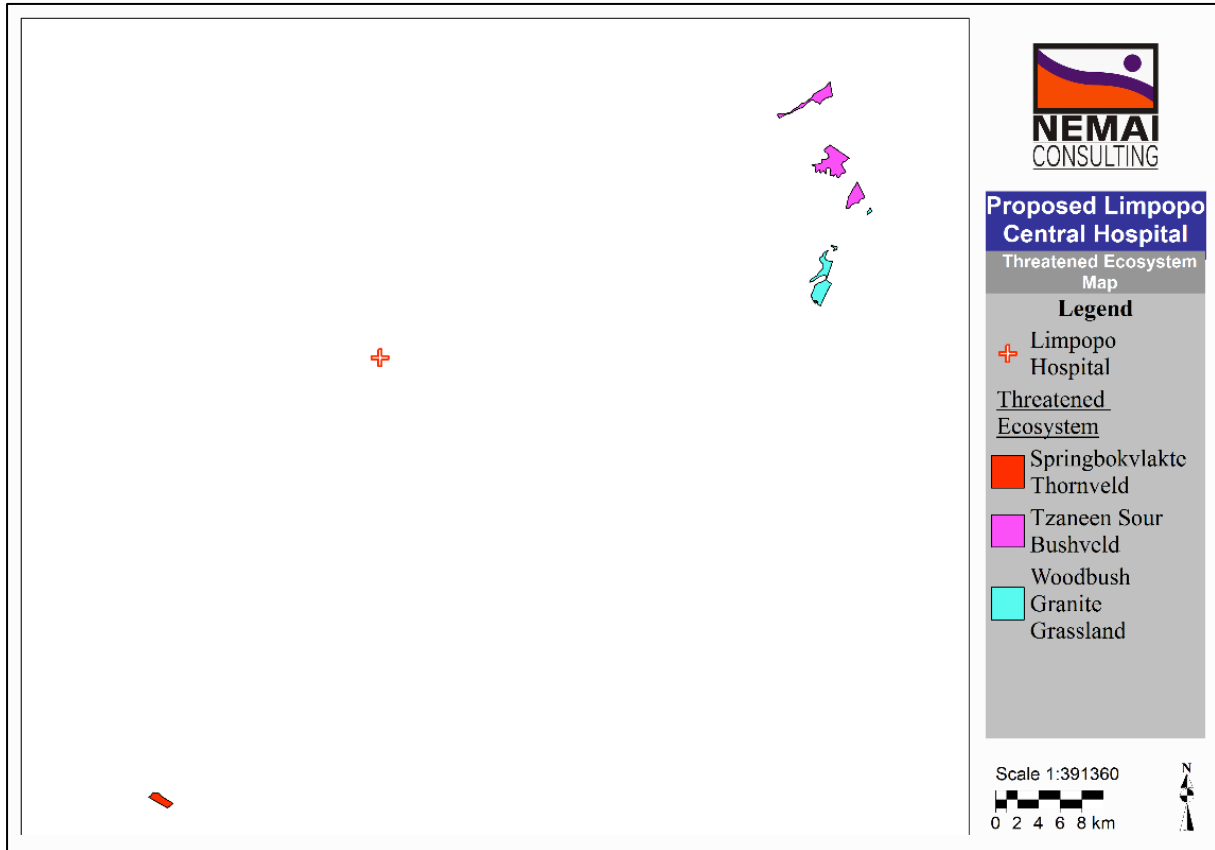 NEMAI
CONSULTING
Proposed Limpopo
Central Hospital
Threatened Ecosystem
Map
Legend
Limpopo
Hospital
Threatened
Ecosystem
Springbokvlakte
Thornveld
Tzaneen Sour
Bushveld
Woodbush
Granite
Grassland
Scale 1:391360
N
0 2 4 6 8 km